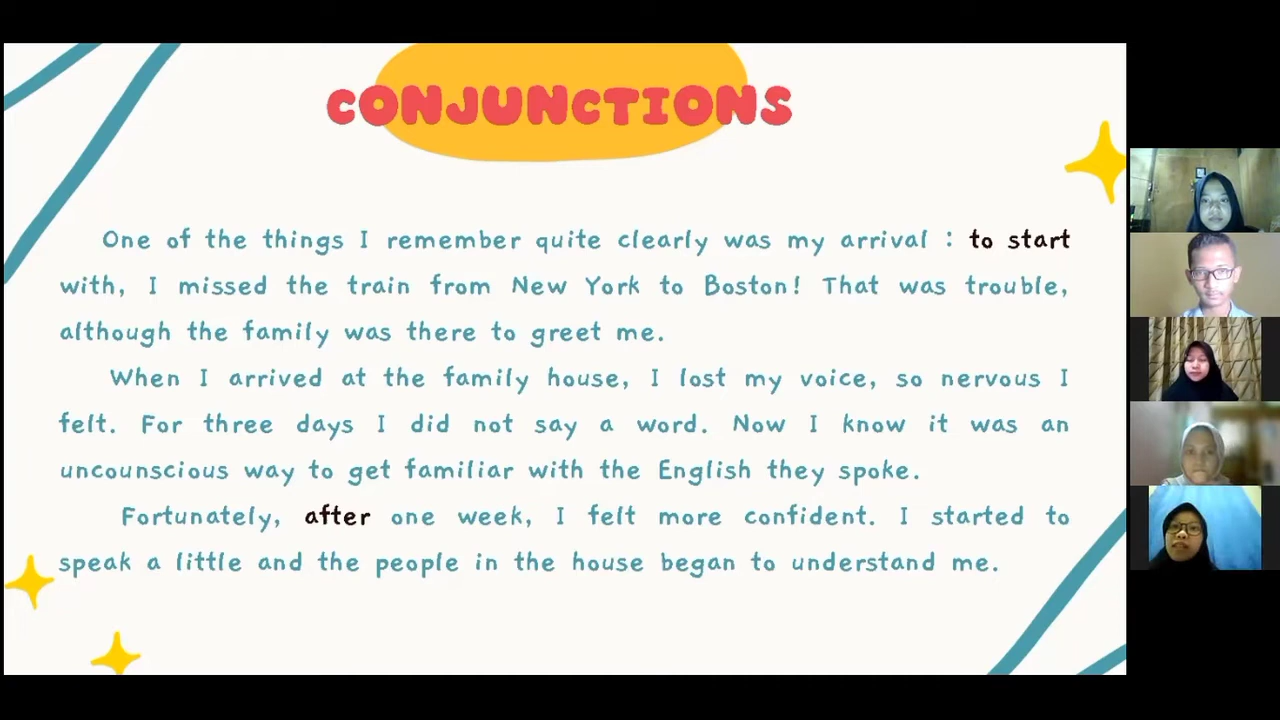 CONJUNCTIONS
One of the things I remember quite clearly was my arrival : to start
with, I missed the train from New York to Boston! That was trouble,
although the family was there to greet me.
When I arrived at the family house, I lost my voice, so nervous I
felt. For three days I did not say a word. Now I know it was an
uncounscious way to get familiar with the English they spoke.
Fortunately, after one week, I felt more confident. I started to
speak a little and the people in the house began to understand me.